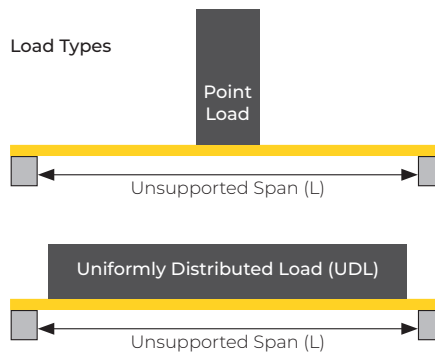 Load Types
Point
Load
Unsupported Span (L)
Uniformly Distributed Load (UDL)
Unsupported Span (L)